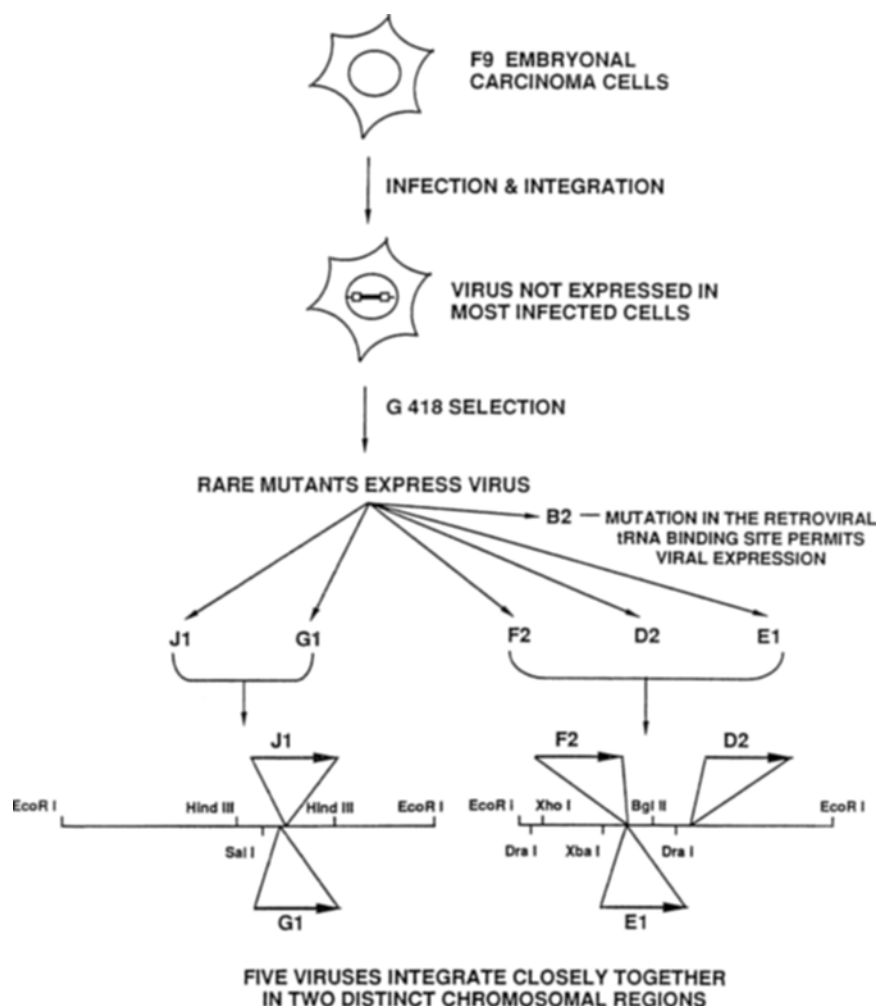 F9 EMBRYONAL
CARCINOMA CELLS
INFECTION & INTEGRATION
VIRUS NOT EXPRESSED IN
MOST INFECTED CELLS
G 418 SELECTION
RARE MUTANTS EXPRESS VIRUS
B2 — MUTATION IN THE RETROVIRAL
tRNA BINDING SITE PERMITS
VIRAL EXPRESSION
J1 G1 F2 D2 E1
J1 F2 D2
EcoR I Hind III Hind III EcoR I EcoR I Xho I Bgl II EcoR I
Sal I Dra I Xba I Dra I
G1 E1
FIVE VIRUSES INTEGRATE CLOSELY TOGETHER
IN TWO DISTINCT CHROMOSOMAL REGIONS